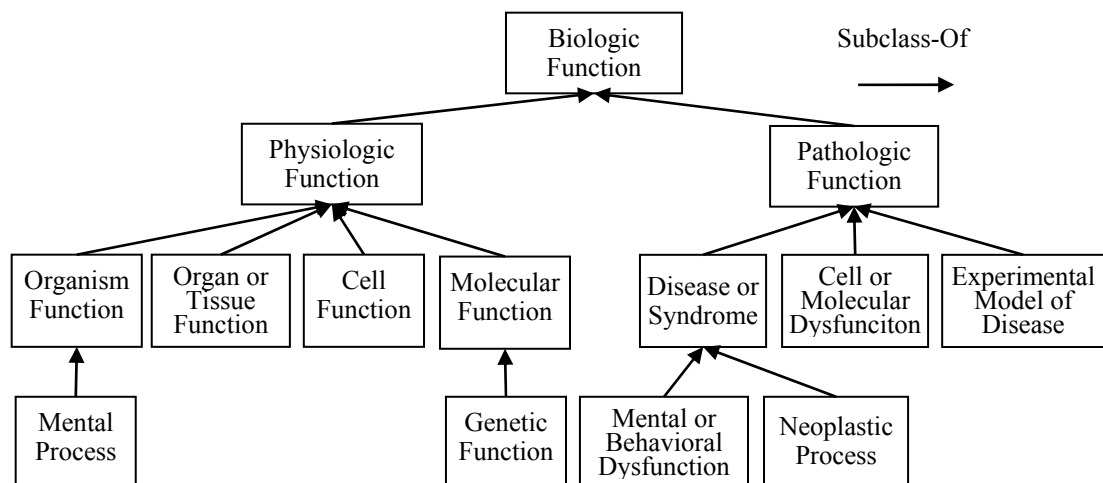 Biologic
Function
Subclass-Of
Physiologic
Function
Pathologic
Function
Organism
Function
Organ or
Tissue
Function
Cell
Function
Molecular
Function
Disease or
Syndrome
Cell or
Molecular
Dysfunciton
Experimental
Model of
Disease
Mental
Process
Genetic
Function
Mental or
Behavioral
Dysfunction
Neoplastic
Process